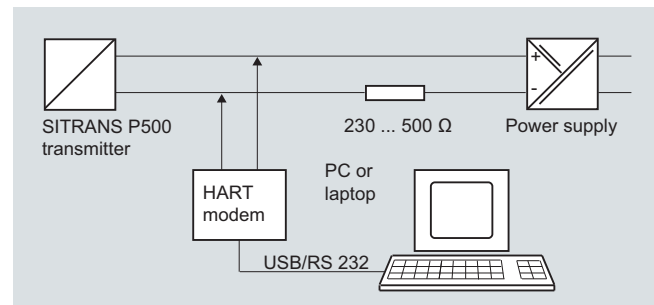 +
-
SITRANS P500
transmitter
230 ... 500 Ω
Power supply
HART
modem
PC or
laptop
USB/RS 232